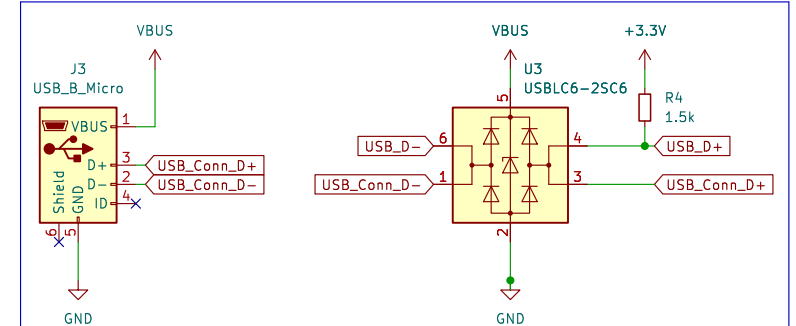 VBUS
J3
USB_B_Micro
1
VBUS
3
D+
USB_Conn_D+
2
D-
USB_Conn_D-
4
ID
Shield
GND
6
5
GND
VBUS
+3.3V
U3
USBLC6-2SC6
5
R4
1.5k
USB_D-
6
4
USB_D+
USB_Conn_D-
1
3
USB_Conn_D+
2
GND